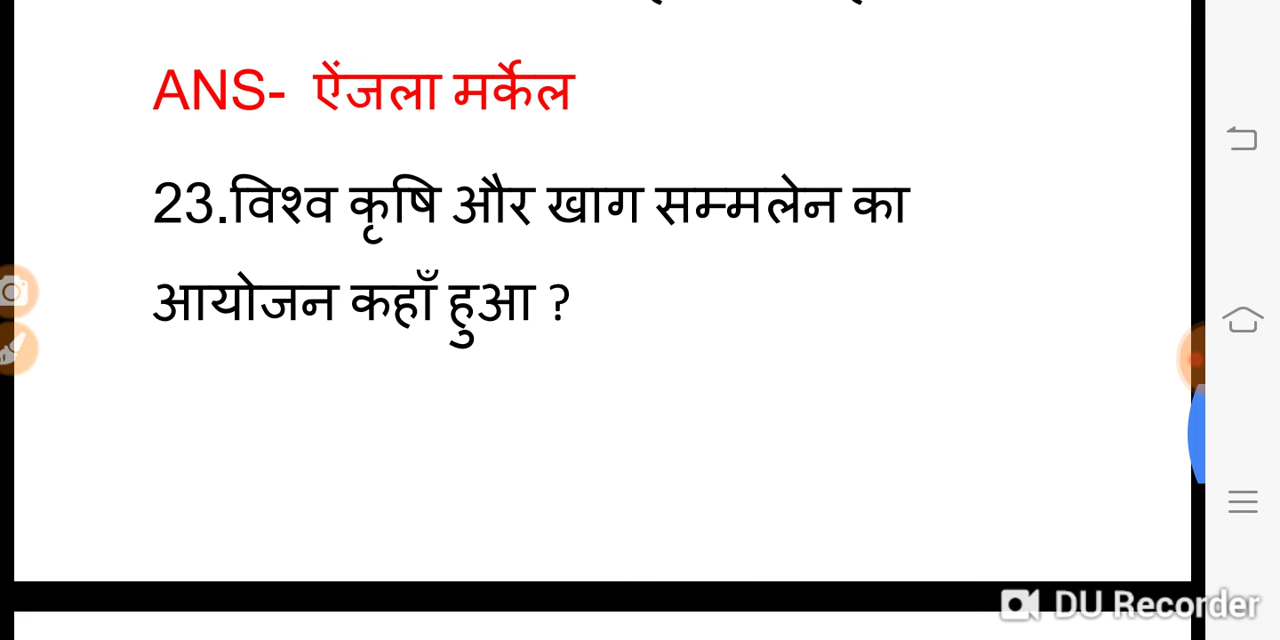 ANS- ऐंजला मर्केल
23.विश्व कृषि और खाग सम्मलेन का
आयोजन कहाँ हुआ ?
DU Recorder